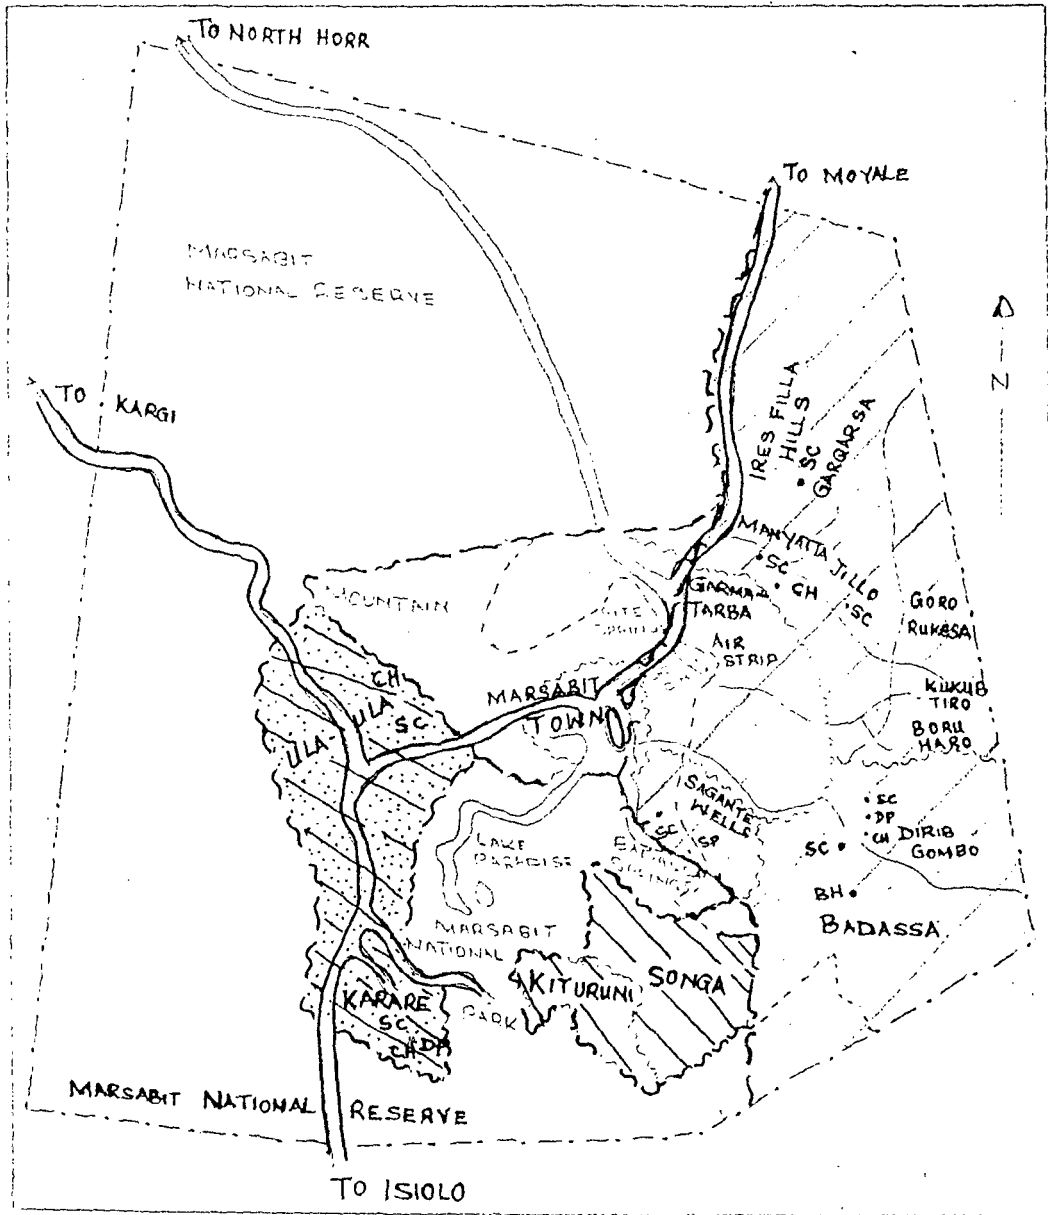 TO NORTH HORR
TO MOYALE
MARSABIT
NATIONAL RESERVE
N
TO KARGI
IRES FILLA
HILLS
SC
GARQARSA
MANYATTA JILLO
SC
CH
SC
GORO
RUKESA
MOUNTAIN
GARMA
TARBA
AIR
STRIP
KUKUB
TIRO
BORU
HARO
CH
ULA ULA
SC
MARSABIT
TOWN
SAGANTE
WELLS
SC
SP
SC
DP
CH DIRIB
GOMBO
SC
BH
BADASSA
LAKE
PARADISE
MARSABIT
NATIONAL
PARK
KITURUNI
SONGA
KARARE
SC
CH DP
MARSABIT NATIONAL RESERVE
TO ISIOLO